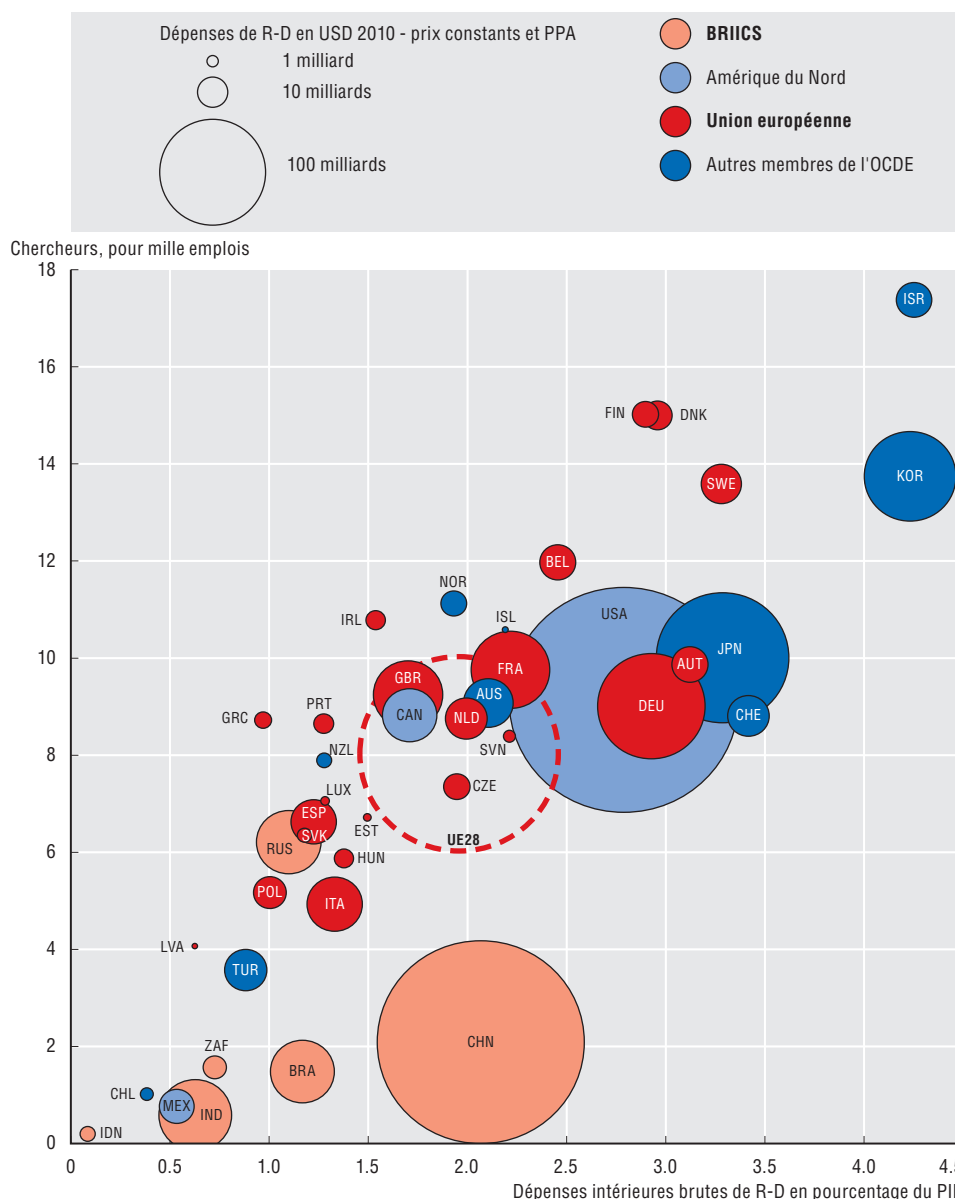 Dépenses de R-D en USD 2010 - prix constants et PPA
1 milliard
10 milliards
100 milliards
BRIICS
Amérique du Nord
Union européenne
Autres membres de l'OCDE
Chercheurs, pour mille emplois
18
16
14
12
10
8
6
4
2
0
ISR
FIN
DNK
KOR
SWE
BEL
NOR
ISL
USA
IRL
JPN
FRA
AUT
GBR
AUS
DEU
CHE
CAN
NLD
GRC
PRT
SVN
NZL
CZE
LUX
ESP
EST
SVK
UE28
RUS
HUN
POL
ITA
LVA
TUR
CHN
ZAF
BRA
CHL
MEX
IND
IDN
0
0.5
1.0
1.5
2.0
2.5
3.0
3.5
4.0
4.5
Dépenses intérieures brutes de R-D en pourcentage du PIB